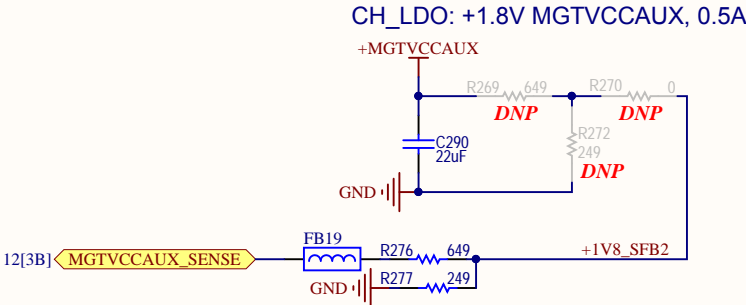 CH_LDO: +1.8V MGTVCCAUX, 0.5A
+MGTVCCAUX
R269 649 R270 0
DNP DNP
R272
249
DNP
C290
22uF
GND
FB19
12[3B] MGTVCCAUX_SENSE R276 649 +1V8_SFB2
GND R277 249